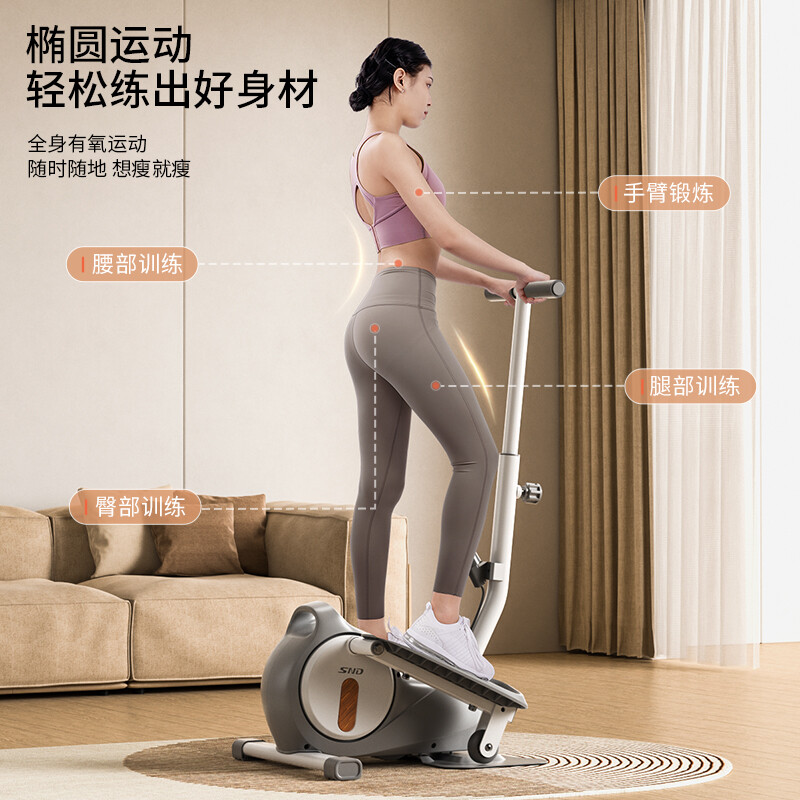 椭圆运动
轻松练出好身材
全身有氧运动
随时随地 想瘦就瘦
手臂锻炼
腰部训练
腿部训练
臀部训练
SND